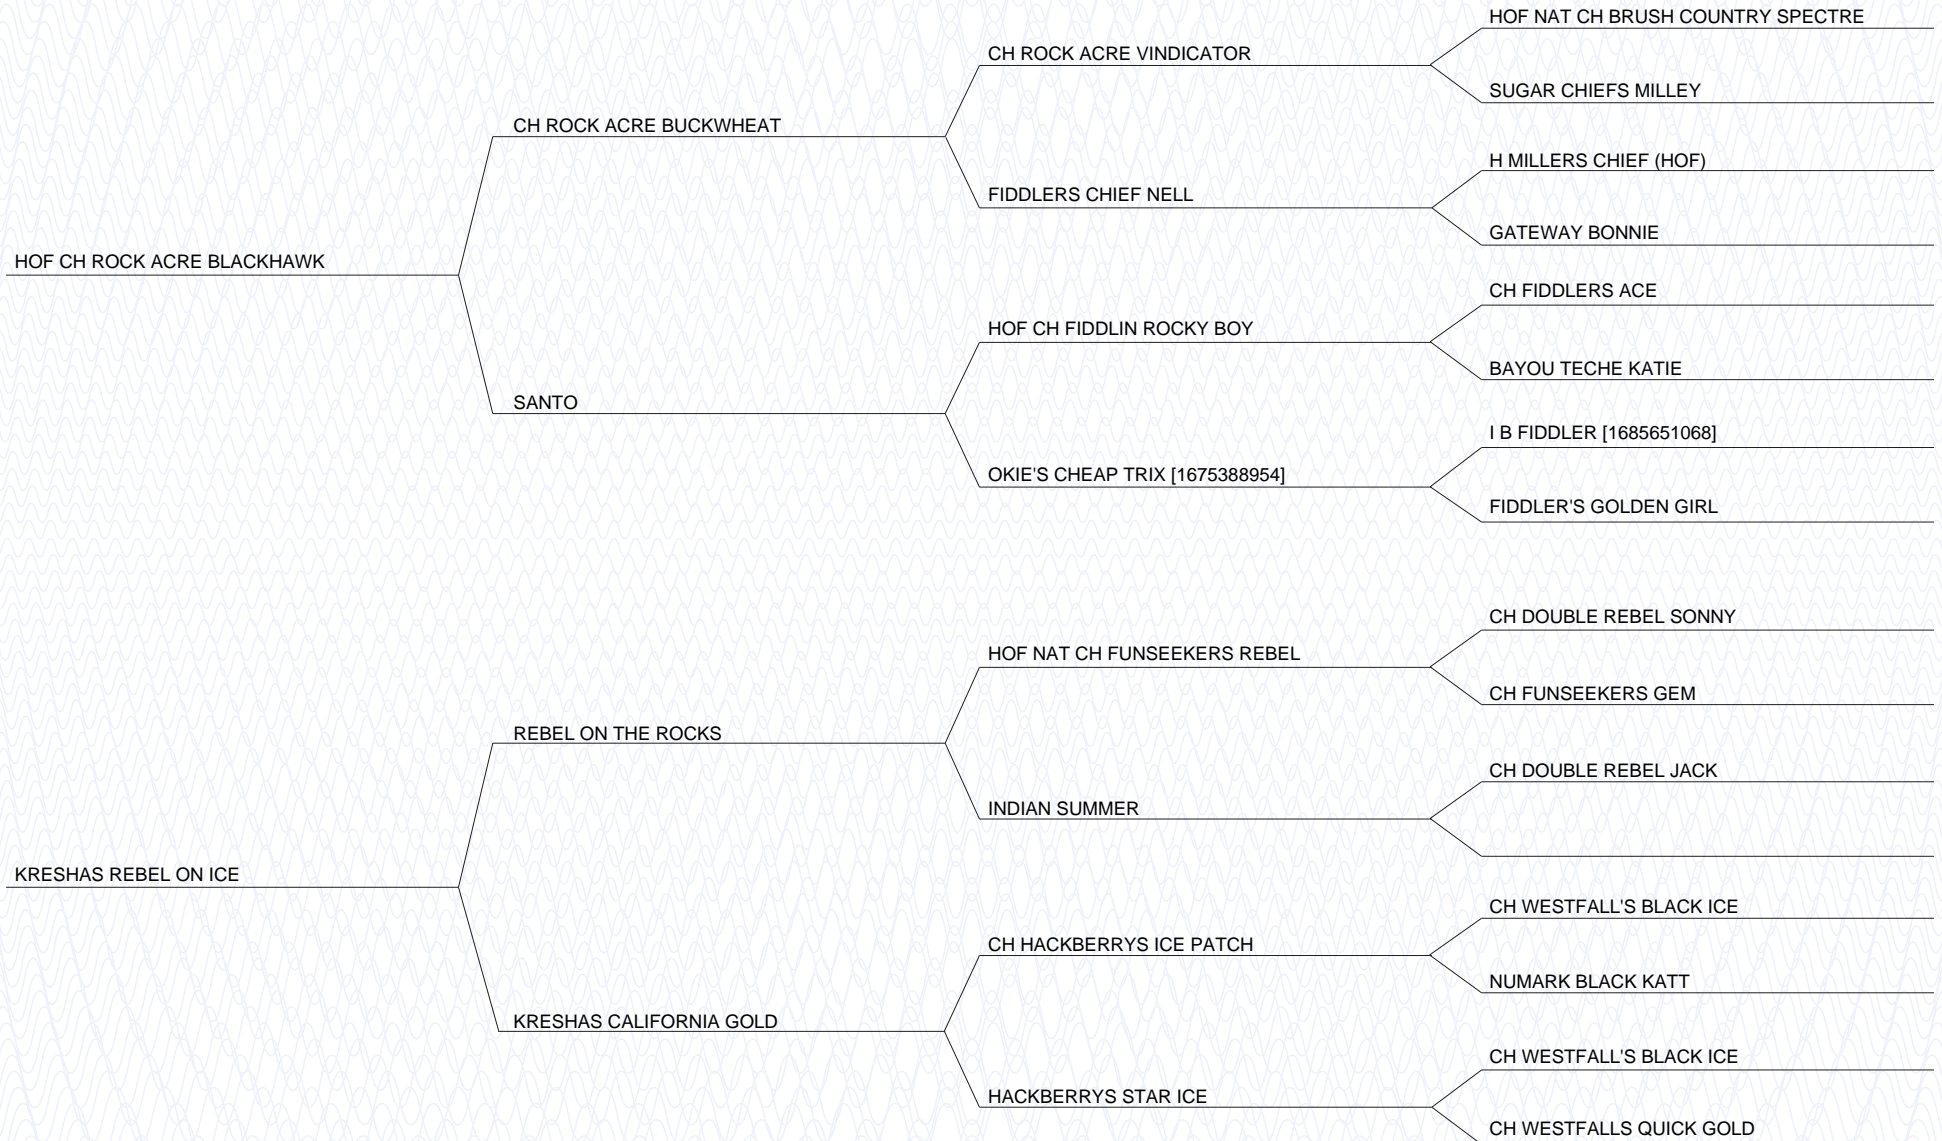 HOF NAT CH BRUSH COUNTRY SPECTRE
CH ROCK ACRE VINDICATOR
SUGAR CHIEFS MILLEY
CH ROCK ACRE BUCKWHEAT
H MILLERS CHIEF (HOF)
FIDDLERS CHIEF NELL
GATEWAY BONNIE
HOF CH ROCK ACRE BLACKHAWK
CH FIDDLERS ACE
HOF CH FIDDLIN ROCKY BOY
BAYOU TECHE KATIE
SANTO
I B FIDDLER [1685651068]
OKIE'S CHEAP TRIX [1675388954]
FIDDLER'S GOLDEN GIRL
CH DOUBLE REBEL SONNY
HOF NAT CH FUNSEEKERS REBEL
CH FUNSEEKERS GEM
REBEL ON THE ROCKS
CH DOUBLE REBEL JACK
INDIAN SUMMER
KRESHAS REBEL ON ICE
CH WESTFALL'S BLACK ICE
CH HACKBERRYS ICE PATCH
NUMARK BLACK KATT
KRESHAS CALIFORNIA GOLD
CH WESTFALL'S BLACK ICE
HACKBERRYS STAR ICE
CH WESTFALLS QUICK GOLD